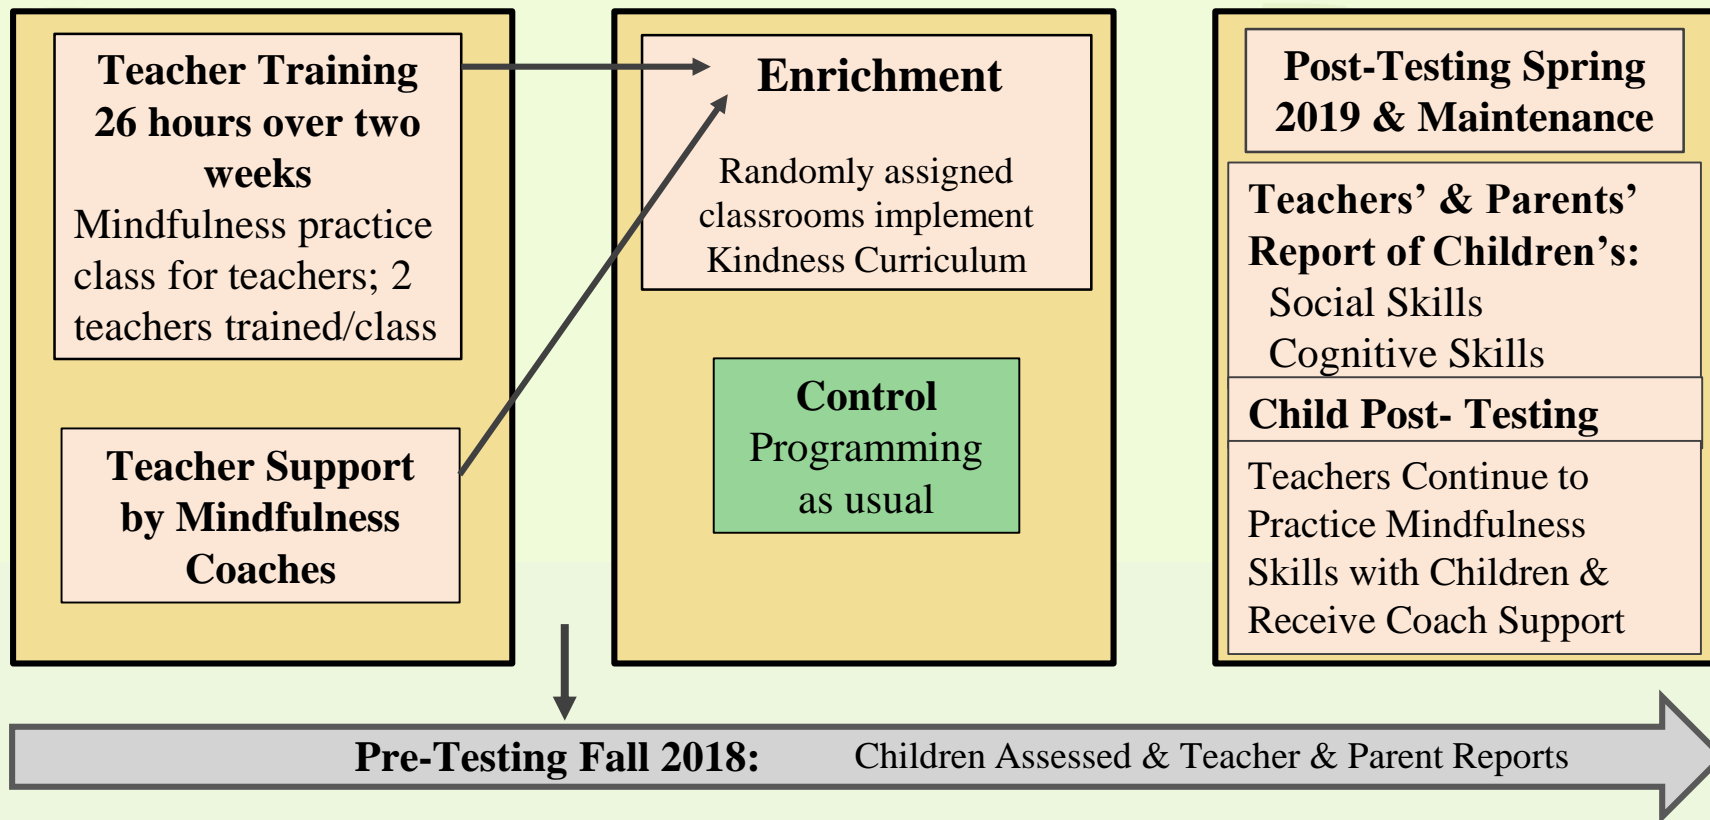 Teacher Training
26 hours over two
weeks
Mindfulness practice
class for teachers; 2
teachers trained/class
Teacher Support
by Mindfulness
Coaches
Enrichment
Randomly assigned
classrooms implement
Kindness Curriculum
Control
Programming
as usual
Post-Testing Spring
2019 & Maintenance
Teachers’ & Parents’
Report of Children’s:
Social Skills
Cognitive Skills
Child Post- Testing
Teachers Continue to
Practice Mindfulness
Skills with Children &
Receive Coach Support
Pre-Testing Fall 2018: Children Assessed & Teacher & Parent Reports